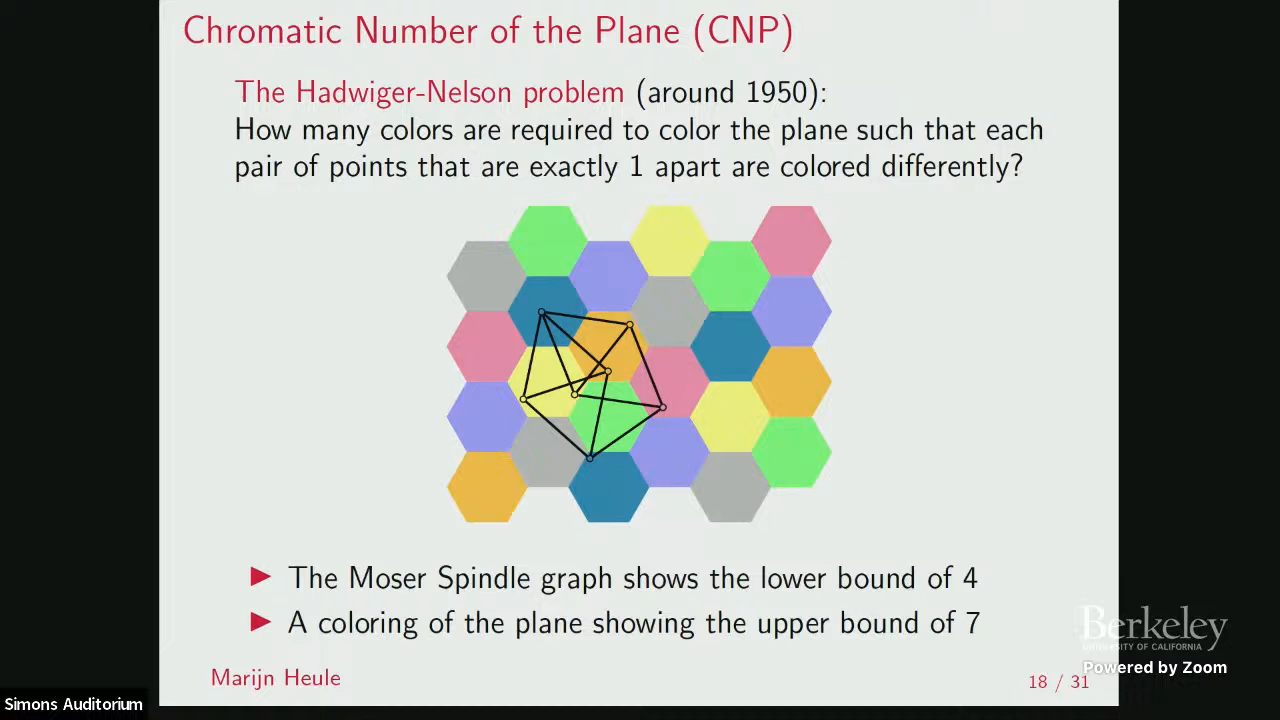 Chromatic Number of the Plane (CNP)
The Hadwiger-Nelson problem (around 1950):
How many colors are required to color the plane such that each
pair of points that are exactly 1 apart are colored differently?
▶ The Moser Spindle graph shows the lower bound of 4
▶ A coloring of the plane showing the upper bound of 7
Berkeley
UNIVERSITY OF CALIFORNIA
Powered by Zoom
Marijn Heule
18 / 31
Simons Auditorium